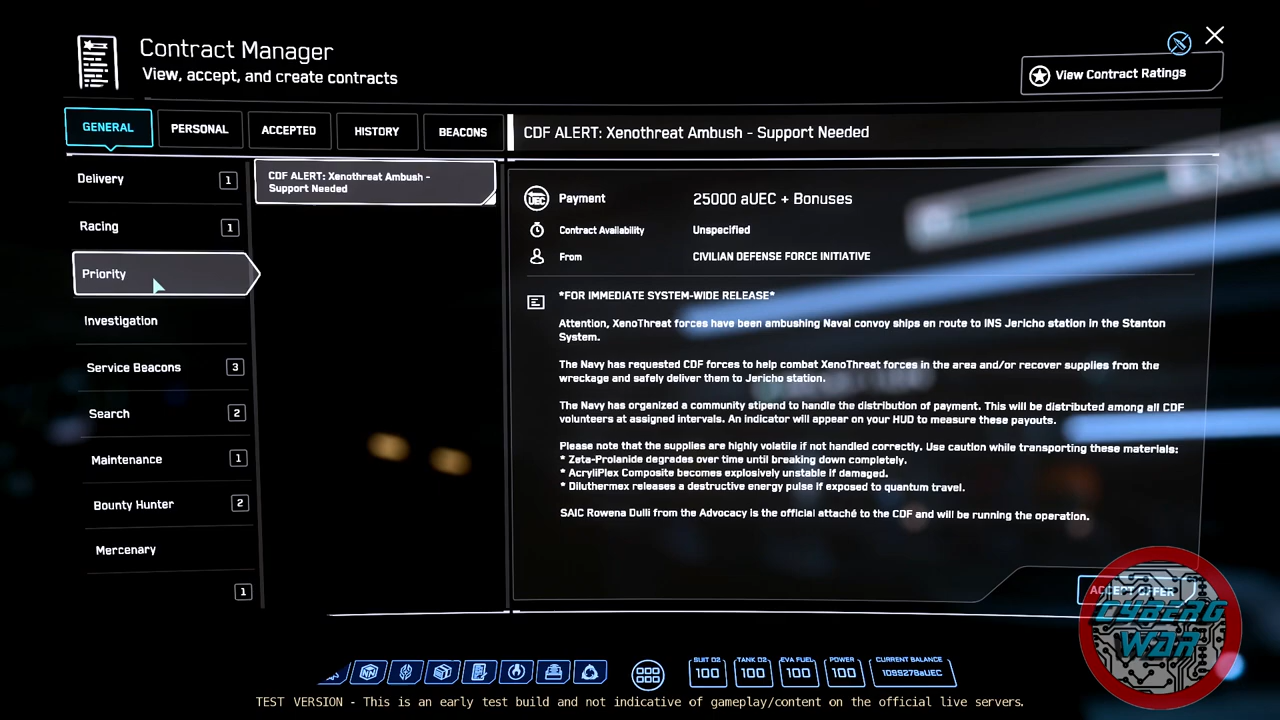 Contract Manager
View, accept, and create contracts
View Contract Ratings
GENERAL
PERSONAL
ACCEPTED
HISTORY
BEACONS
Delivery 1
Racing 1
Priority
Investigation
Service Beacons 3
Search 2
Maintenance 1
Bounty Hunter 2
Mercenary
1
CDF ALERT: Xenothreat Ambush -
Support Needed
CDF ALERT: Xenothreat Ambush - Support Needed
Payment 25000 aUEC + Bonuses
Contract Availability Unspecified
From CIVILIAN DEFENSE FORCE INITIATIVE
*FOR IMMEDIATE SYSTEM-WIDE RELEASE*
Attention, XenoThreat forces have been ambushing Naval convoy ships en route to INS Jericho station in the Stanton
System.
The Navy has requested CDF forces to help combat XenoThreat forces in the area and/or recover supplies from the
wreckage and safely deliver them to Jericho station.
The Navy has organized a community stipend to handle the distribution of payment. This will be distributed among all CDF
volunteers at assigned intervals. An indicator will appear on your HUD to measure these payouts.
Please note that the supplies are highly volatile if not handled correctly. Use caution while transporting these materials:
* Zeta-Prolanide degrades over time until breaking down completely.
* AcryliPlex Composite becomes explosively unstable if damaged.
* Diluthermex releases a destructive energy pulse if exposed to quantum travel.
SAIC Rowena Dulli from the Advocacy is the official attaché to the CDF and will be running the operation.
ACCEPT OFFER
CYBERG
WAR
SUIT O2
100
TANK O2
100
EVA FUEL
100
POWER
100
CURRENT BALANCE
1099278aUEC
TEST VERSION - This is an early test build and not indicative of gameplay/content on the official live servers.